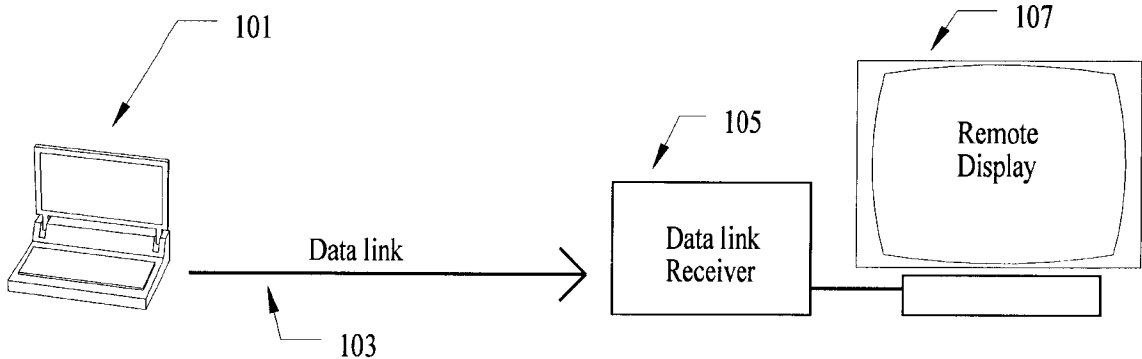 101
107
105
Remote
Display
Data link
Data link
Receiver
103